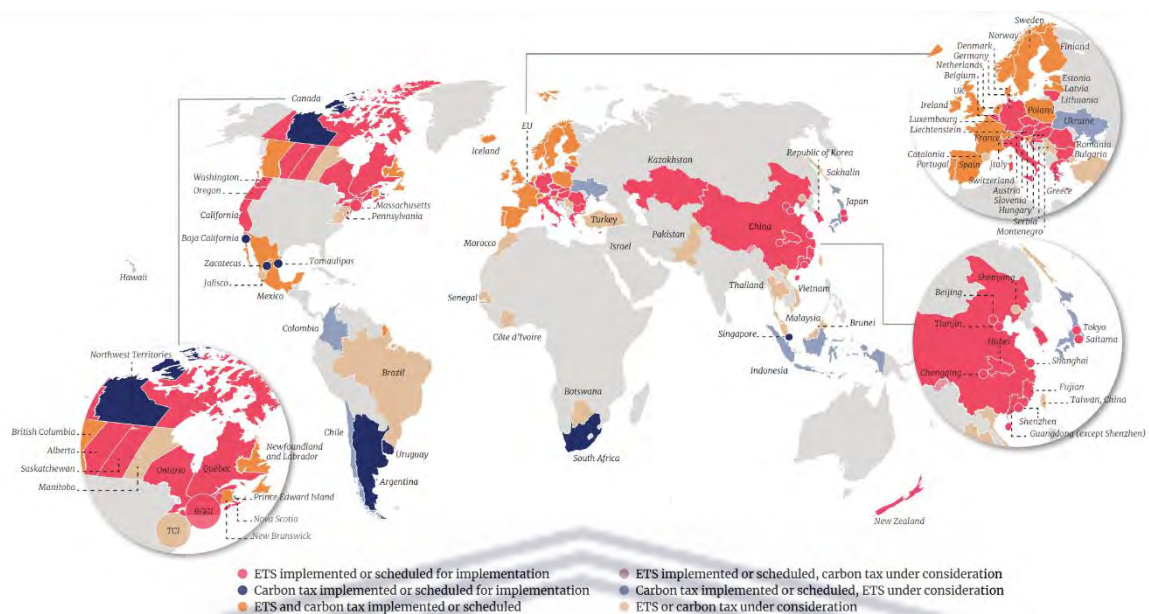 Canada
Washington
Oregon
California
Baja California
Zacatecas
Jalisco
Mexico
Hawaii
Massachusetts
Pennsylvania
Tamaulipas
Colombia
Brazil
Chile
Uruguay
Argentina
Iceland
EU
Morocco
Senegal
Côte d'Ivoire
Botswana
South Africa
Turkey
Israel
Kazakhstan
Pakistan
Thailand
Malaysia
Singapore
Indonesia
Vietnam
Brunei
China
Republic of Korea
Sakhalin
Japan
New Zealand
Sweden
Norway
Denmark
Germany
Netherlands
Belgium
UK
Ireland
Luxembourg
Liechtenstein
France
Catalonia
Portugal
Spain
Italy
Switzerland
Austria
Slovenia
Hungary
Serbia
Montenegro
Greece
Finland
Estonia
Latvia
Lithuania
Poland
Ukraine
Romania
Bulgaria
Shenyang
Beijing
Tianjin
Hubei
Chongqing
Tokyo
Saitama
Shanghai
Fujian
Taiwan, China
Shenzhen
Guangdong (except Shenzhen)
Northwest Territories
British Columbia
Alberta
Saskatchewan
Manitoba
Ontario
Québec
Newfoundland
and Labrador
Prince Edward Island
Nova Scotia
New Brunswick
RGGI
TCI
ETS implemented or scheduled for implementation
Carbon tax implemented or scheduled for implementation
ETS and carbon tax implemented or scheduled
ETS implemented or scheduled, carbon tax under consideration
Carbon tax implemented or scheduled, ETS under consideration
ETS or carbon tax under consideration